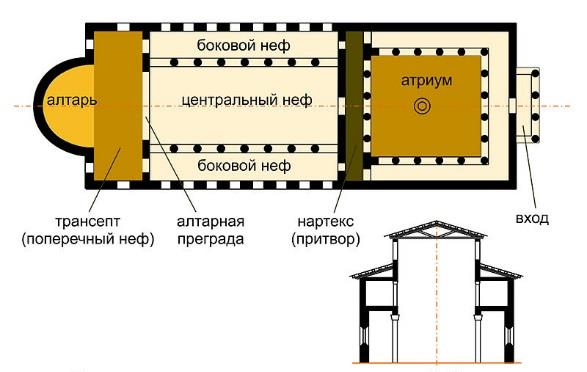 боковой неф
алтарь
центральный неф
атриум
боковой неф
трансепт
(поперечный неф)
алтарная
преграда
нартекс
(притвор)
вход